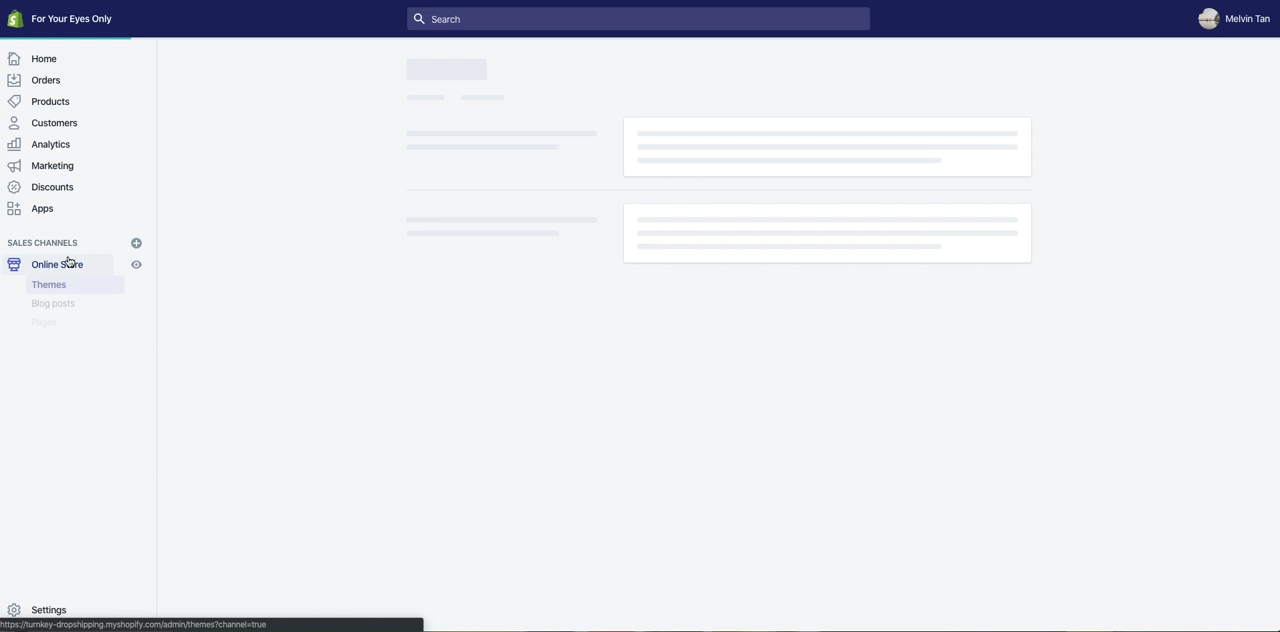 For Your Eyes Only
Search
Melvin Tan
Home
Orders
Products
Customers
Analytics
Marketing
Discounts
Apps
SALES CHANNELS
Online Store
Themes
Blog posts
Pages
Settings
https://turnkey-dropshipping.myshopify.com/admin/themes?channel=true